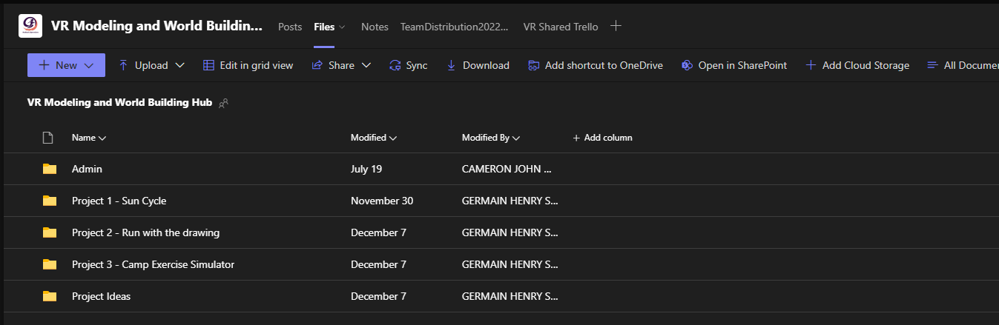 VR Modeling and World Buildin... Posts Files Notes TeamDistribution2022... VR Shared Trello
New Upload Edit in grid view Share Sync Download Add shortcut to OneDrive Open in SharePoint Add Cloud Storage All Docume
VR Modeling and World Building Hub
Name Modified Modified By + Add column
Admin July 19 CAMERON JOHN ...
Project 1 - Sun Cycle November 30 GERMAIN HENRY S...
Project 2 - Run with the drawing December 7 GERMAIN HENRY S...
Project 3 - Camp Exercise Simulator December 7 GERMAIN HENRY S...
Project Ideas December 7 GERMAIN HENRY S...